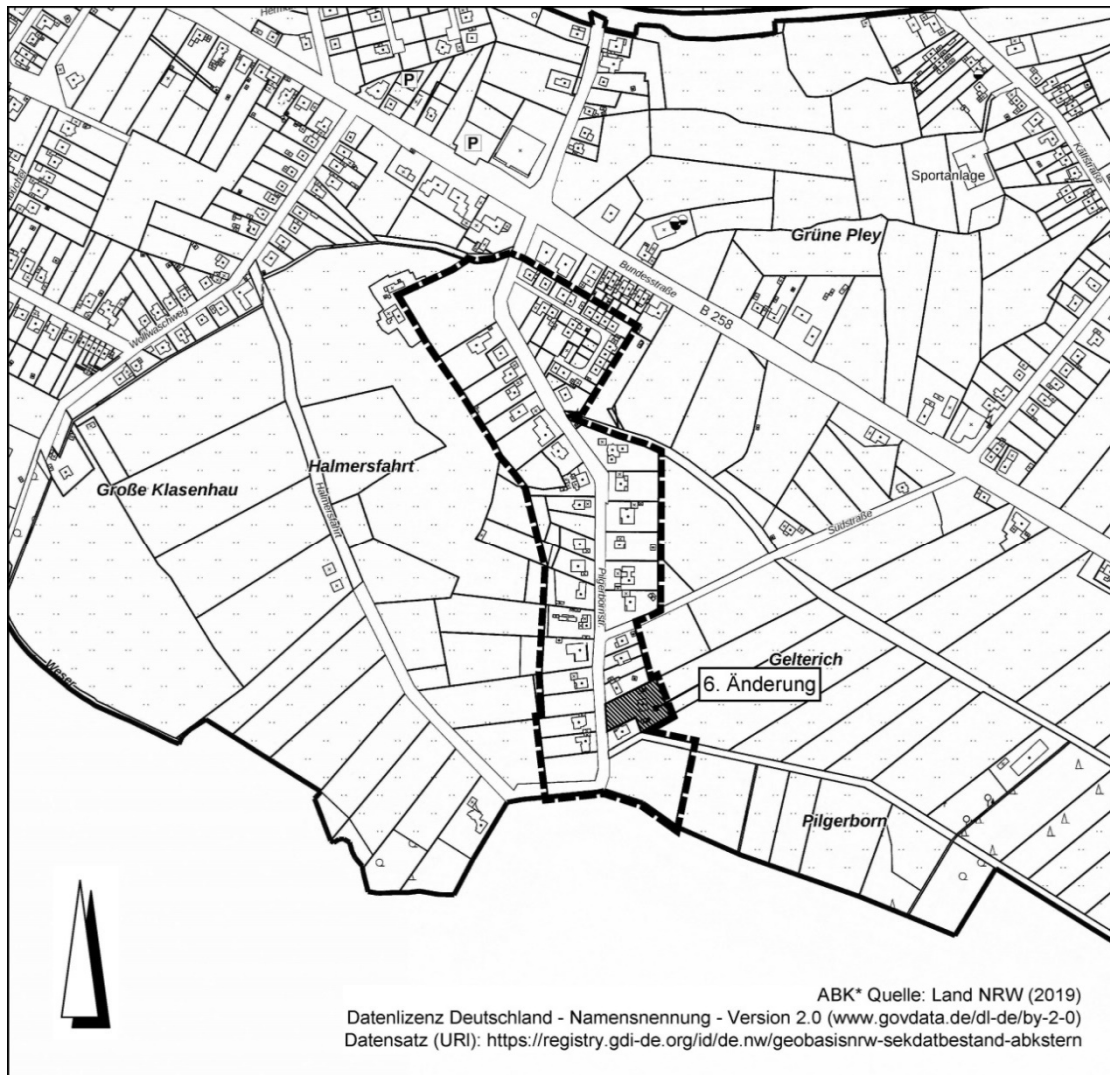 P
P
Sportanlage
Kallstraße
Grüne Pley
Bundesstraße
B 258
Wollwaschweg
Halmersfahrt
Große Klasenhau
Halmersfahrt
Südstraße
Pilgerbornstr.
Gelterich
6. Änderung
Weser
Pilgerborn
ABK* Quelle: Land NRW (2019)
Datenlizenz Deutschland - Namensnennung - Version 2.0 (www.govdata.de/dl-de/by-2-0)
Datensatz (URI): https://registry.gdi-de.org/id/de.nw/geobasisnrw-sekdatbestand-abkstern